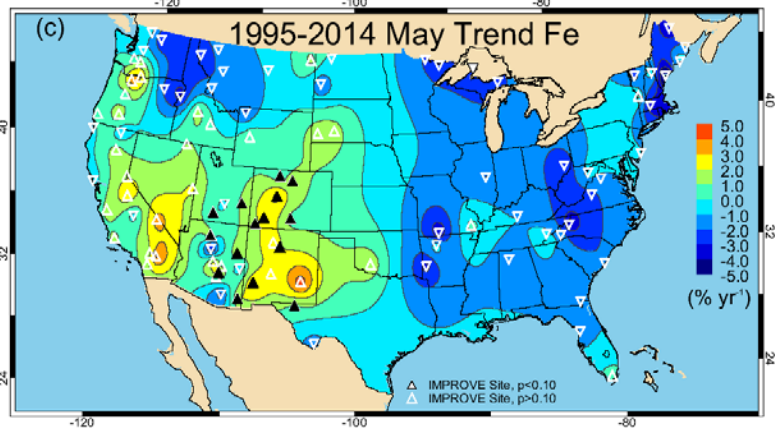 -120 -100 -80
(c) 1995-2014 May Trend Fe
40 40
5.0
4.0
3.0
2.0
1.0
0.0
-1.0
-2.0
-3.0
-4.0
-5.0
(% yr-1)
32 32
24 24
IMPROVE Site, p<0.10
IMPROVE Site, p>0.10
-120 -100 -80